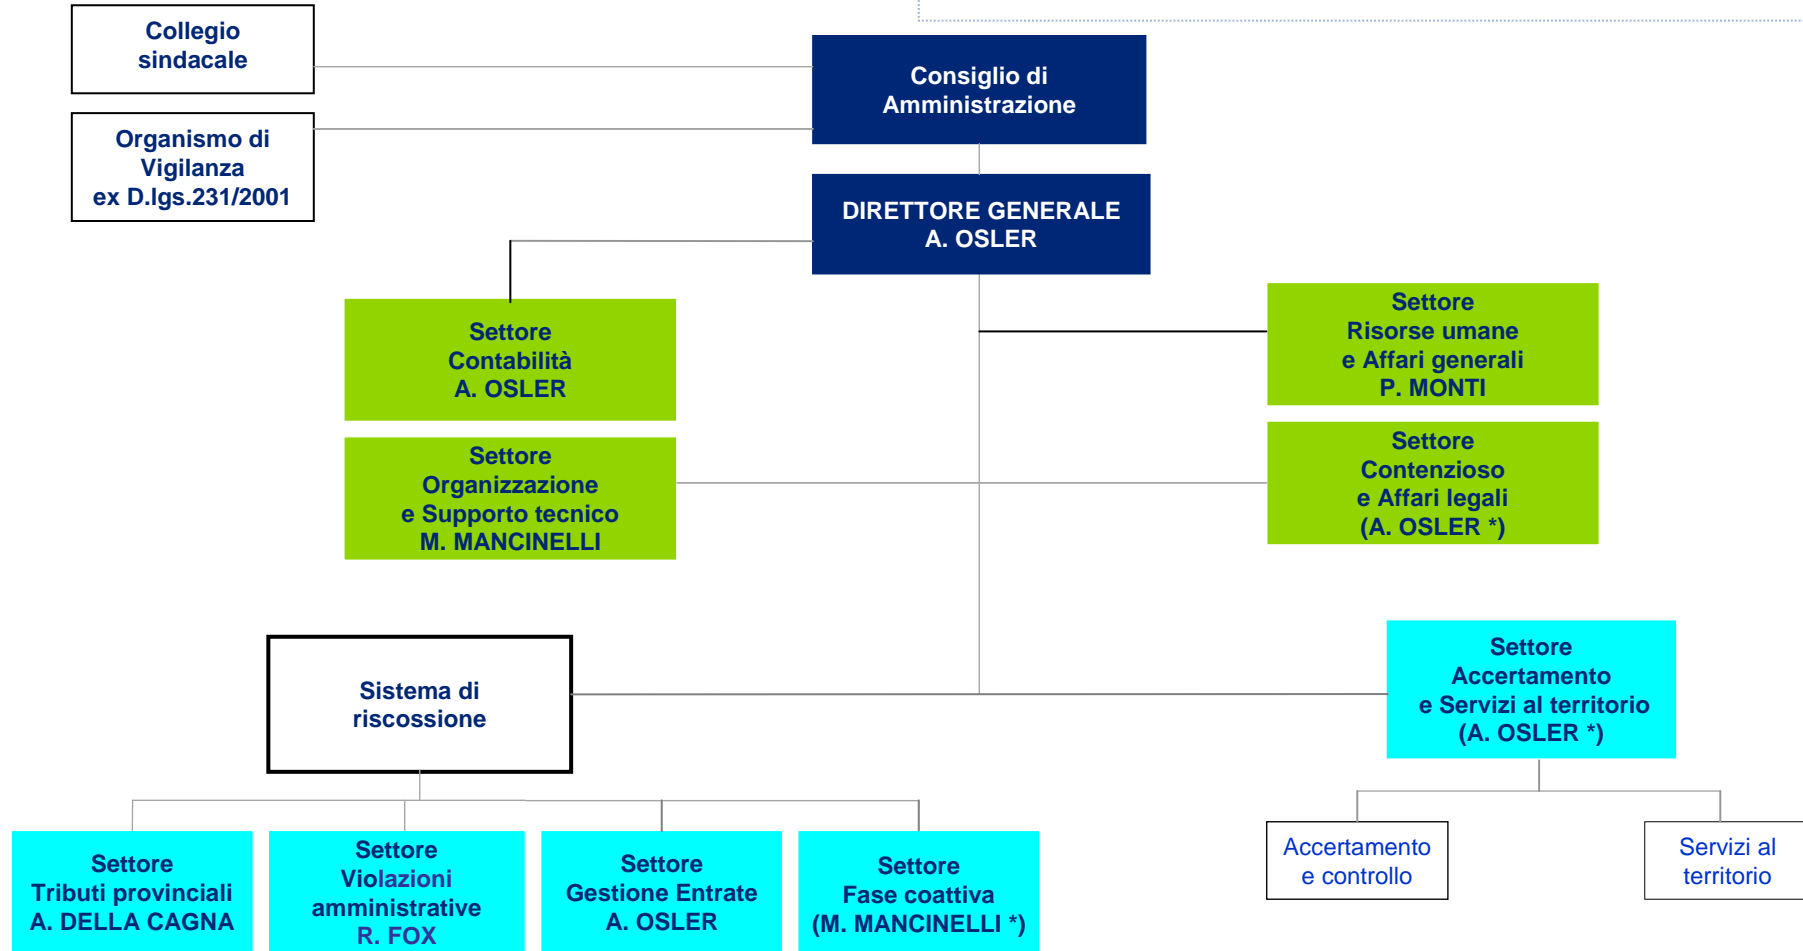 Collegio
sindacale
Consiglio di
Amministrazione
Organismo di
Vigilanza
ex D.lgs.231/2001
DIRETTORE GENERALE
A. OSLER
Settore
Contabilità
A. OSLER
Settore
Risorse umane
e Affari generali
P. MONTI
Settore
Organizzazione
e Supporto tecnico
M. MANCINELLI
Settore
Contenzioso
e Affari legali
(A. OSLER *)
Sistema di
riscossione
Settore
Accertamento
e Servizi al territorio
(A. OSLER *)
Settore
Tributi provinciali
A. DELLA CAGNA
Settore
Violazioni
amministrative
R. FOX
Settore
Gestione Entrate
A. OSLER
Settore
Fase coattiva
(M. MANCINELLI *)
Accertamento
e controllo
Servizi al
territorio